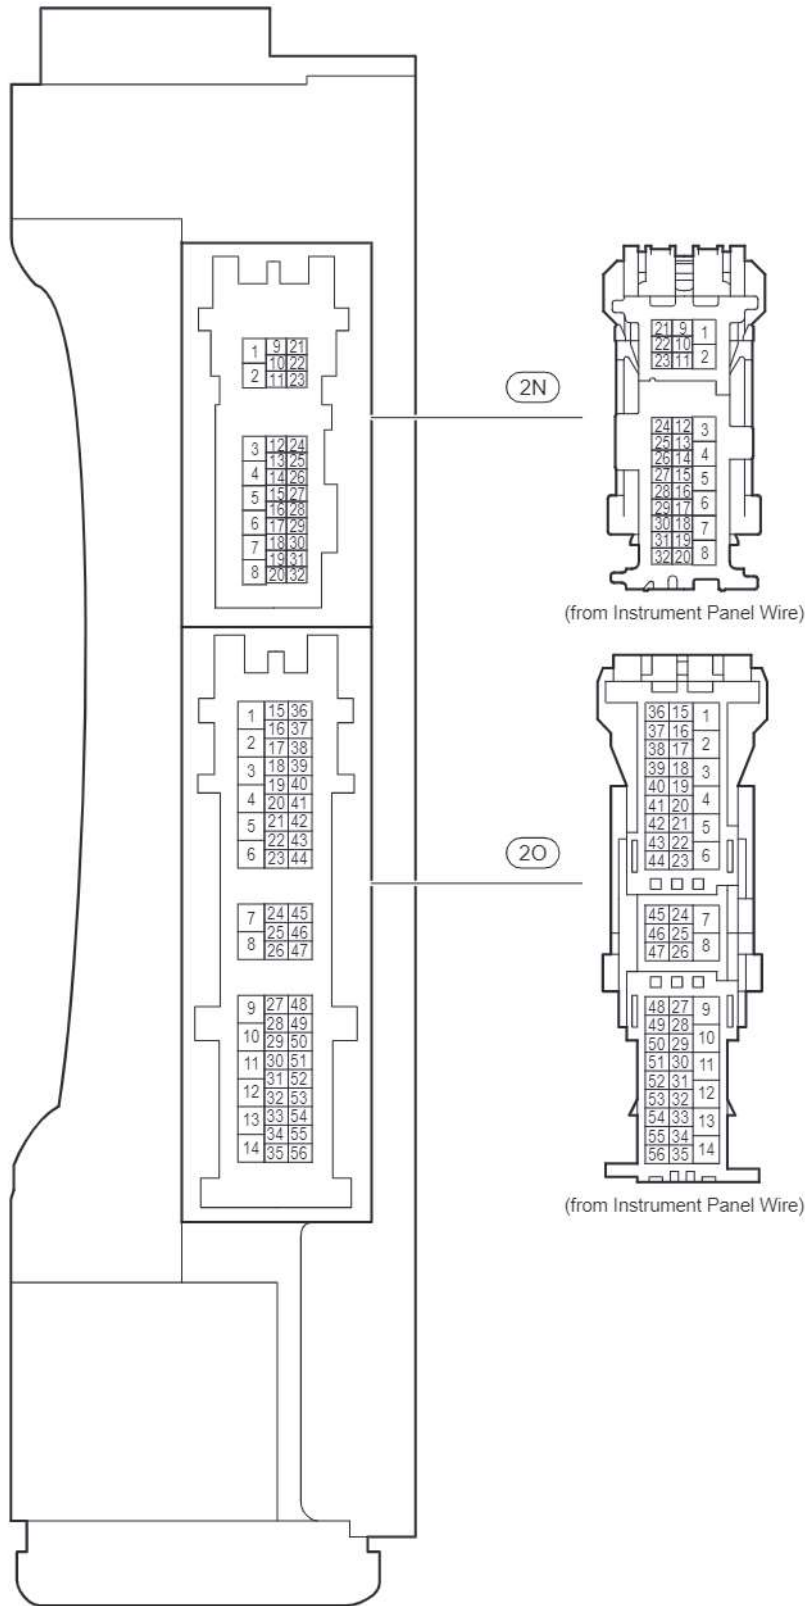 1 9 21
10 22
2 11 23
3 12 24
13 25
4 14 26
5 15 27
16 28
6 17 29
7 18 30
19 31
8 20 32
2N
21 9 1
22 10
23 11 2
24 12 3
25 13
26 14 4
27 15 5
28 16
29 17 6
30 18 7
31 19
32 20 8
(from Instrument Panel Wire)
1 15 36
16 37
2 17 38
3 18 39
19 40
4 20 41
5 21 42
22 43
6 23 44
7 24 45
25 46
8 26 47
9 27 48
28 49
10 29 50
11 30 51
31 52
12 32 53
13 33 54
34 55
14 35 56
2O
36 15 1
37 16
38 17 2
39 18 3
40 19
41 20 4
42 21 5
43 22
44 23 6
45 24 7
46 25
47 26 8
48 27 9
49 28
50 29 10
51 30 11
52 31
53 32 12
54 33 13
55 34
56 35 14
(from Instrument Panel Wire)